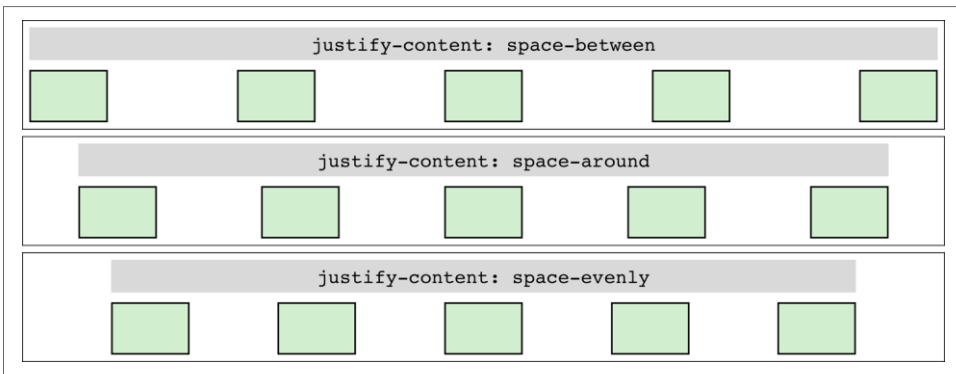 justify-content: space-between
justify-content: space-around
justify-content: space-evenly